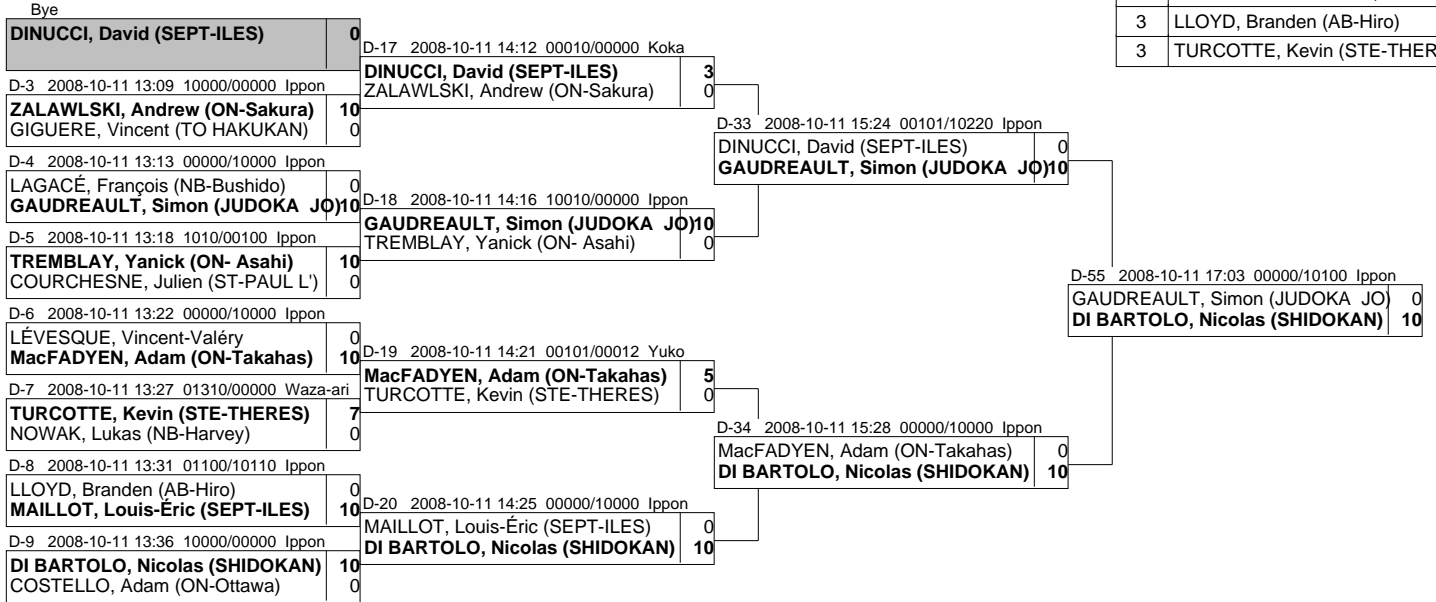 Bye
DINUCCI, David (SEPT-ILES) 0
D-3 2008-10-11 13:09 10000/00000 Ippon
ZALAWLSKI, Andrew (ON-Sakura) 10
GIGUERE, Vincent (TO HAKUKAN) 0
D-4 2008-10-11 13:13 00000/10000 Ippon
LAGACÉ, François (NB-Bushido) 0
GAUDREAULT, Simon (JUDOKA JO) 10
D-5 2008-10-11 13:18 1010/00100 Ippon
TREMBLAY, Yanick (ON- Asahi) 10
COURCHESNE, Julien (ST-PAUL L') 0
D-6 2008-10-11 13:22 00000/10000 Ippon
LÉVESQUE, Vincent-Valéry 0
MacFADYEN, Adam (ON-Takahas) 10
D-7 2008-10-11 13:27 01310/00000 Waza-ari
TURCOTTE, Kevin (STE-THERES) 7
NOWAK, Lukas (NB-Harvey) 0
D-8 2008-10-11 13:31 01100/10110 Ippon
LLOYD, Branden (AB-Hiro) 0
MAILLOT, Louis-Éric (SEPT-ILES) 10
D-9 2008-10-11 13:36 10000/00000 Ippon
DI BARTOLO, Nicolas (SHIDOKAN) 10
COSTELLO, Adam (ON-Ottawa) 0
D-17 2008-10-11 14:12 00010/00000 Koka
DINUCCI, David (SEPT-ILES) 3
ZALAWLSKI, Andrew (ON-Sakura) 0
D-18 2008-10-11 14:16 10010/00000 Ippon
GAUDREAULT, Simon (JUDOKA JO) 10
TREMBLAY, Yanick (ON- Asahi) 0
D-19 2008-10-11 14:21 00101/00012 Yuko
MacFADYEN, Adam (ON-Takahas) 5
TURCOTTE, Kevin (STE-THERES) 0
D-20 2008-10-11 14:25 00000/10000 Ippon
MAILLOT, Louis-Éric (SEPT-ILES) 0
DI BARTOLO, Nicolas (SHIDOKAN) 10
D-33 2008-10-11 15:24 00101/10220 Ippon
DINUCCI, David (SEPT-ILES) 0
GAUDREAULT, Simon (JUDOKA JO) 10
D-34 2008-10-11 15:28 00000/10000 Ippon
MacFADYEN, Adam (ON-Takahas) 0
DI BARTOLO, Nicolas (SHIDOKAN) 10
D-55 2008-10-11 17:03 00000/10100 Ippon
GAUDREAULT, Simon (JUDOKA JO) 0
DI BARTOLO, Nicolas (SHIDOKAN) 10
3 LLOYD, Branden (AB-Hiro)
3 TURCOTTE, Kevin (STE-THER